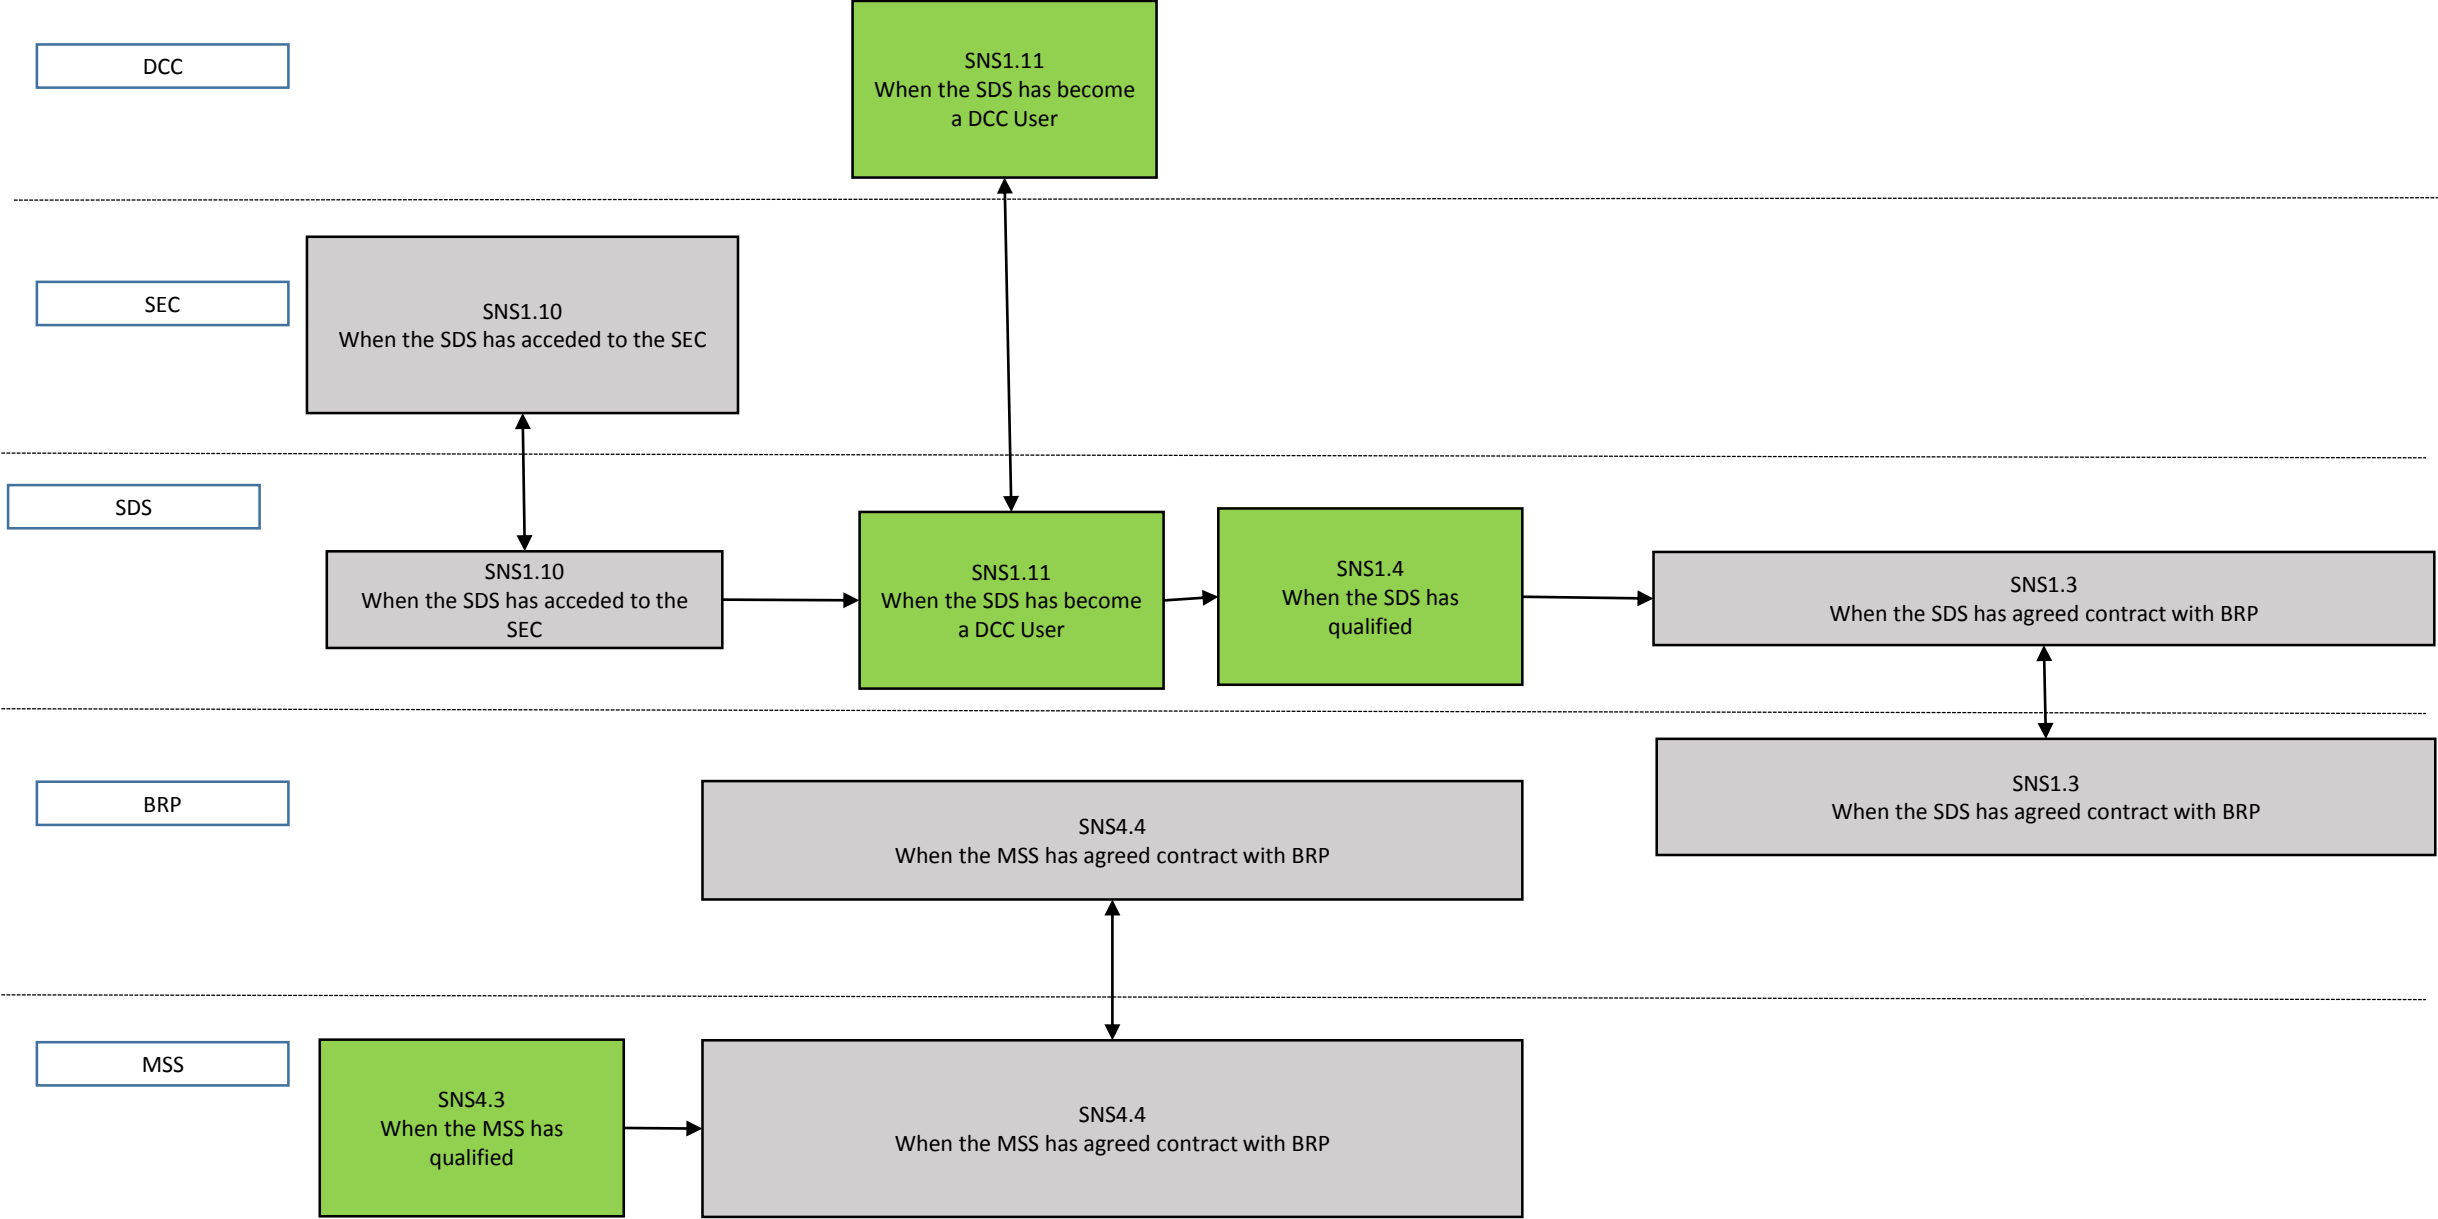 DCC
SNS1.11
When the SDS has become
a DCC User
SEC
SNS1.10
When the SDS has acceded to the SEC
SDS
SNS1.10
When the SDS has acceded to the
SEC
SNS1.11
When the SDS has become
a DCC User
SNS1.4
When the SDS has
qualified
SNS1.3
When the SDS has agreed contract with BRP
BRP
SNS4.4
When the MSS has agreed contract with BRP
SNS1.3
When the SDS has agreed contract with BRP
MSS
SNS4.3
When the MSS has
qualified
SNS4.4
When the MSS has agreed contract with BRP